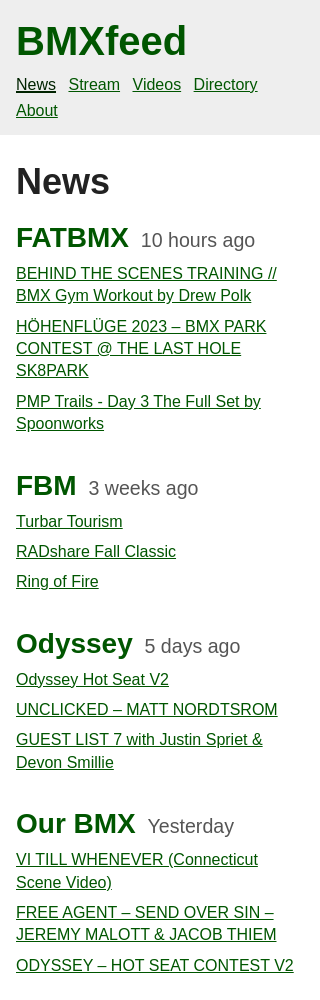 BMXfeed
News Stream Videos Directory
About
News
FATBMX 10 hours ago
BEHIND THE SCENES TRAINING //
BMX Gym Workout by Drew Polk
HÖHENFLÜGE 2023 – BMX PARK
CONTEST @ THE LAST HOLE
SK8PARK
PMP Trails - Day 3 The Full Set by
Spoonworks
FBM 3 weeks ago
Turbar Tourism
RADshare Fall Classic
Ring of Fire
Odyssey 5 days ago
Odyssey Hot Seat V2
UNCLICKED – MATT NORDTSROM
GUEST LIST 7 with Justin Spriet &
Devon Smillie
Our BMX Yesterday
VI TILL WHENEVER (Connecticut
Scene Video)
FREE AGENT – SEND OVER SIN –
JEREMY MALOTT & JACOB THIEM
ODYSSEY – HOT SEAT CONTEST V2